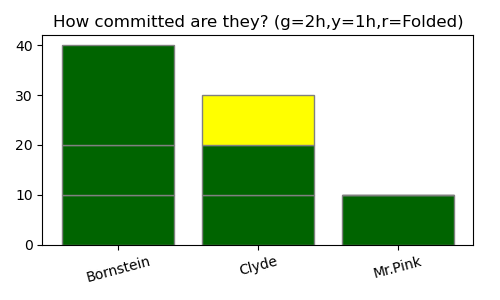 How committed are they? (g=2h,y=1h,r=Folded)
40
30
20
10
0
Bornstein
Clyde
Mr.Pink